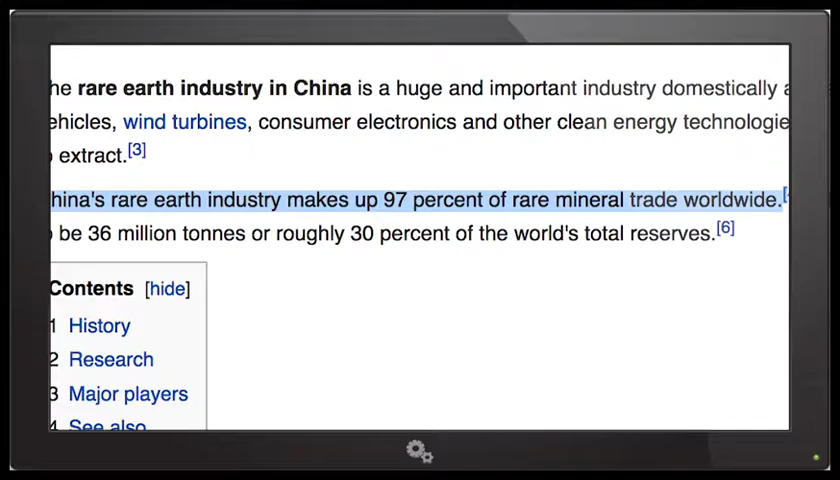 he rare earth industry in China is a huge and important industry domestically a
ehicles, wind turbines, consumer electronics and other clean energy technologie
o extract.[3]
hina's rare earth industry makes up 97 percent of rare mineral trade worldwide.[
o be 36 million tonnes or roughly 30 percent of the world's total reserves.[6]
Contents [hide]
1 History
2 Research
3 Major players
4 See also